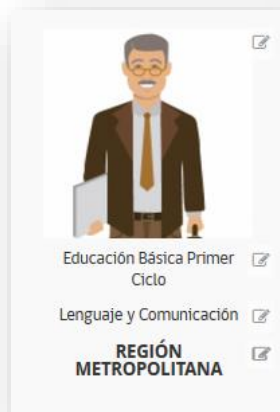 Educación Básica Primer
Ciclo
Lenguaje y Comunicación
REGIÓN
METROPOLITANA